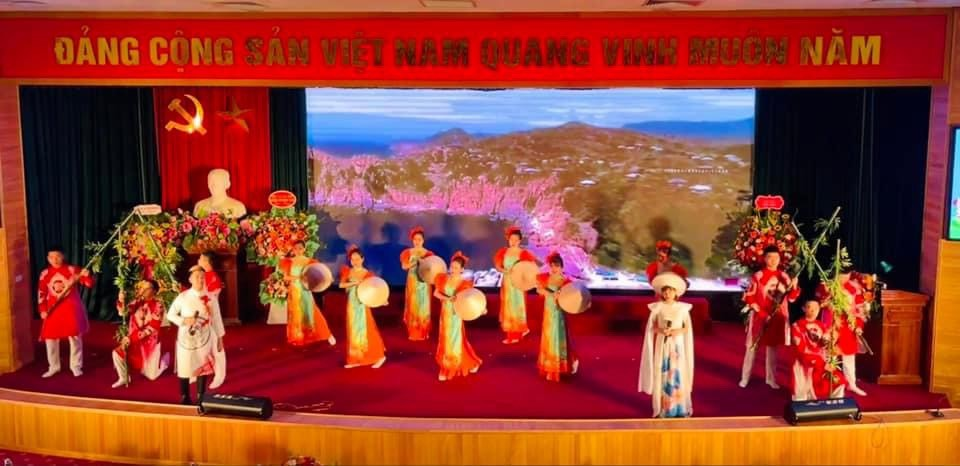 ĐẢNG CỘNG SẢN VIỆT NAM QUANG VINH MUÔN NĂM